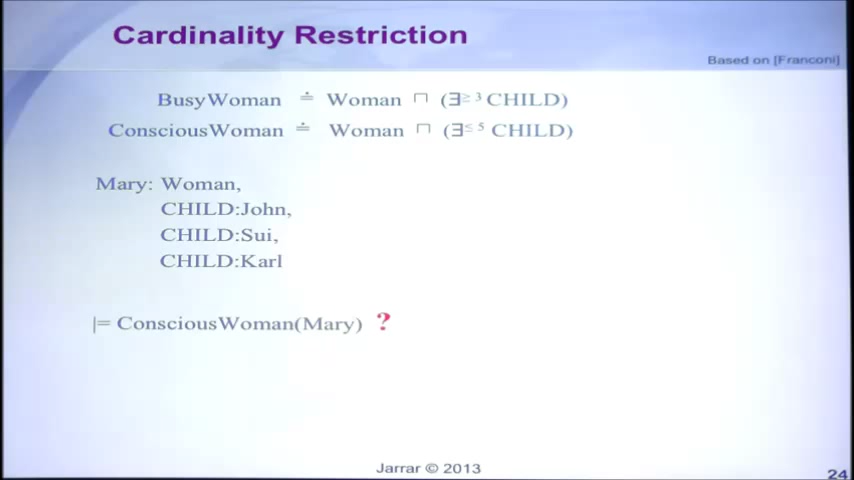 Cardinality Restriction
Based on [Franconi]
BusyWoman ≐ Woman ⊓ (∃≥ 3 CHILD)
ConsciousWoman ≐ Woman ⊓ (∃≤ 5 CHILD)
Mary: Woman,
CHILD:John,
CHILD:Sui,
CHILD:Karl
|= ConsciousWoman(Mary) ?
Jarrar © 2013
24